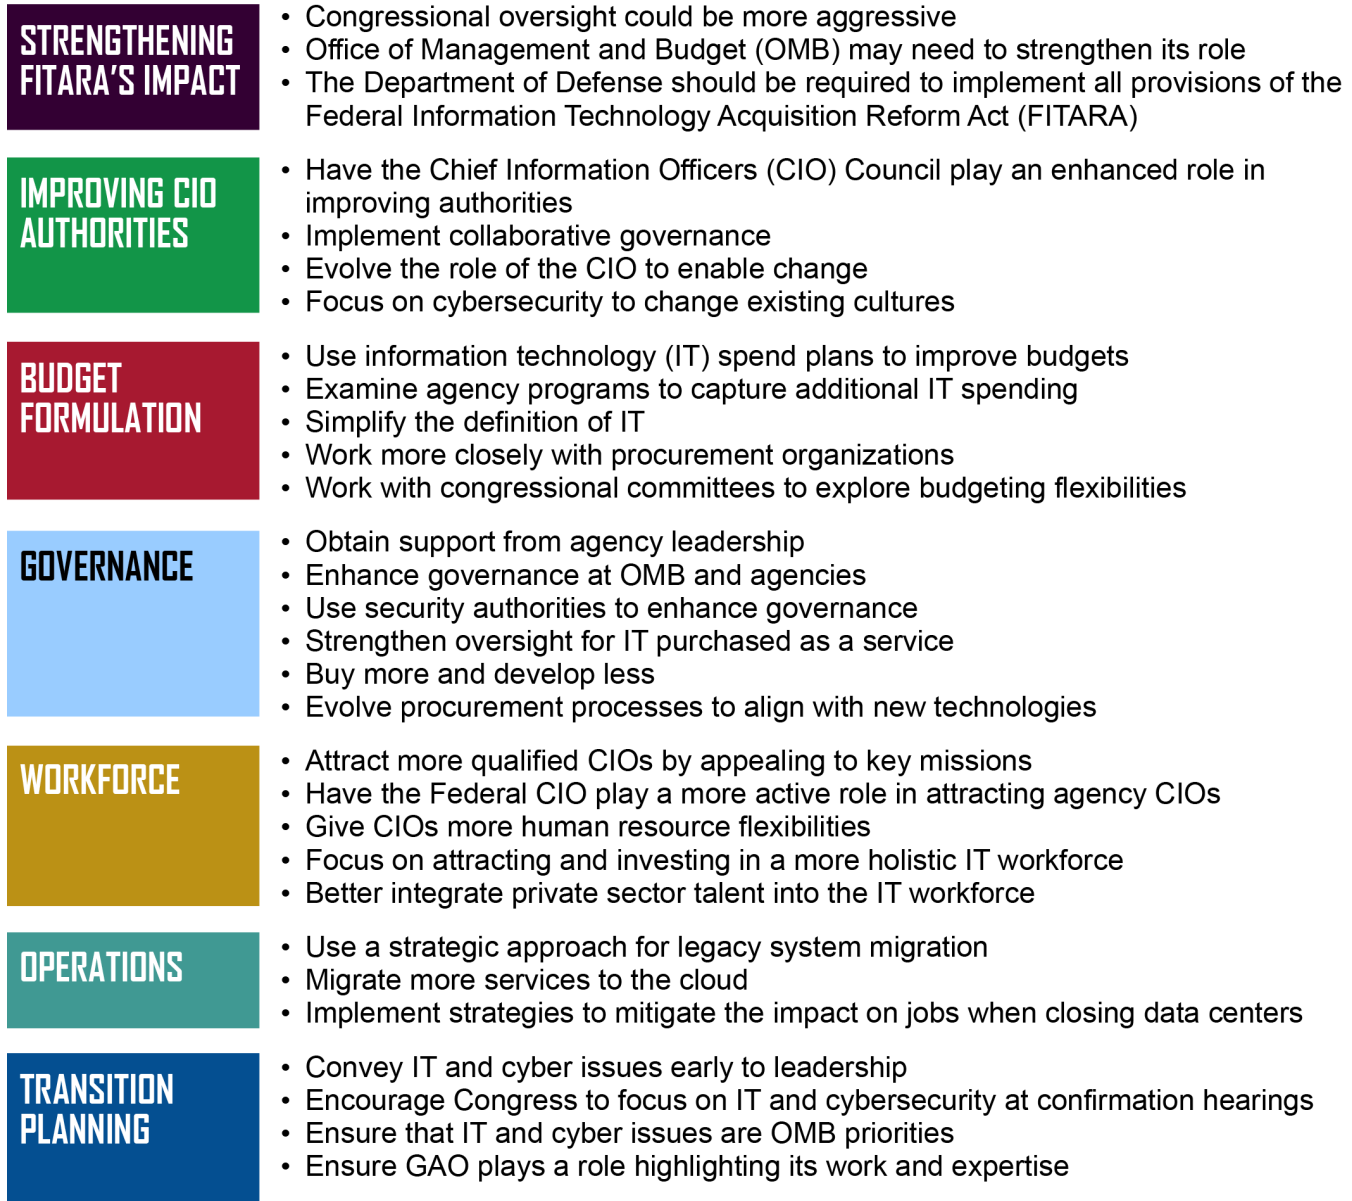 STRENGTHENING
FITARA'S IMPACT
• Congressional oversight could be more aggressive
• Office of Management and Budget (OMB) may need to strengthen its role
• The Department of Defense should be required to implement all provisions of the
Federal Information Technology Acquisition Reform Act (FITARA)
IMPROVING CIO
AUTHORITIES
• Have the Chief Information Officers (CIO) Council play an enhanced role in
improving authorities
• Implement collaborative governance
• Evolve the role of the CIO to enable change
• Focus on cybersecurity to change existing cultures
BUDGET
FORMULATION
• Use information technology (IT) spend plans to improve budgets
• Examine agency programs to capture additional IT spending
• Simplify the definition of IT
• Work more closely with procurement organizations
• Work with congressional committees to explore budgeting flexibilities
GOVERNANCE
• Obtain support from agency leadership
• Enhance governance at OMB and agencies
• Use security authorities to enhance governance
• Strengthen oversight for IT purchased as a service
• Buy more and develop less
• Evolve procurement processes to align with new technologies
WORKFORCE
• Attract more qualified CIOs by appealing to key missions
• Have the Federal CIO play a more active role in attracting agency CIOs
• Give CIOs more human resource flexibilities
• Focus on attracting and investing in a more holistic IT workforce
• Better integrate private sector talent into the IT workforce
OPERATIONS
• Use a strategic approach for legacy system migration
• Migrate more services to the cloud
• Implement strategies to mitigate the impact on jobs when closing data centers
TRANSITION
PLANNING
• Convey IT and cyber issues early to leadership
• Encourage Congress to focus on IT and cybersecurity at confirmation hearings
• Ensure that IT and cyber issues are OMB priorities
• Ensure GAO plays a role highlighting its work and expertise